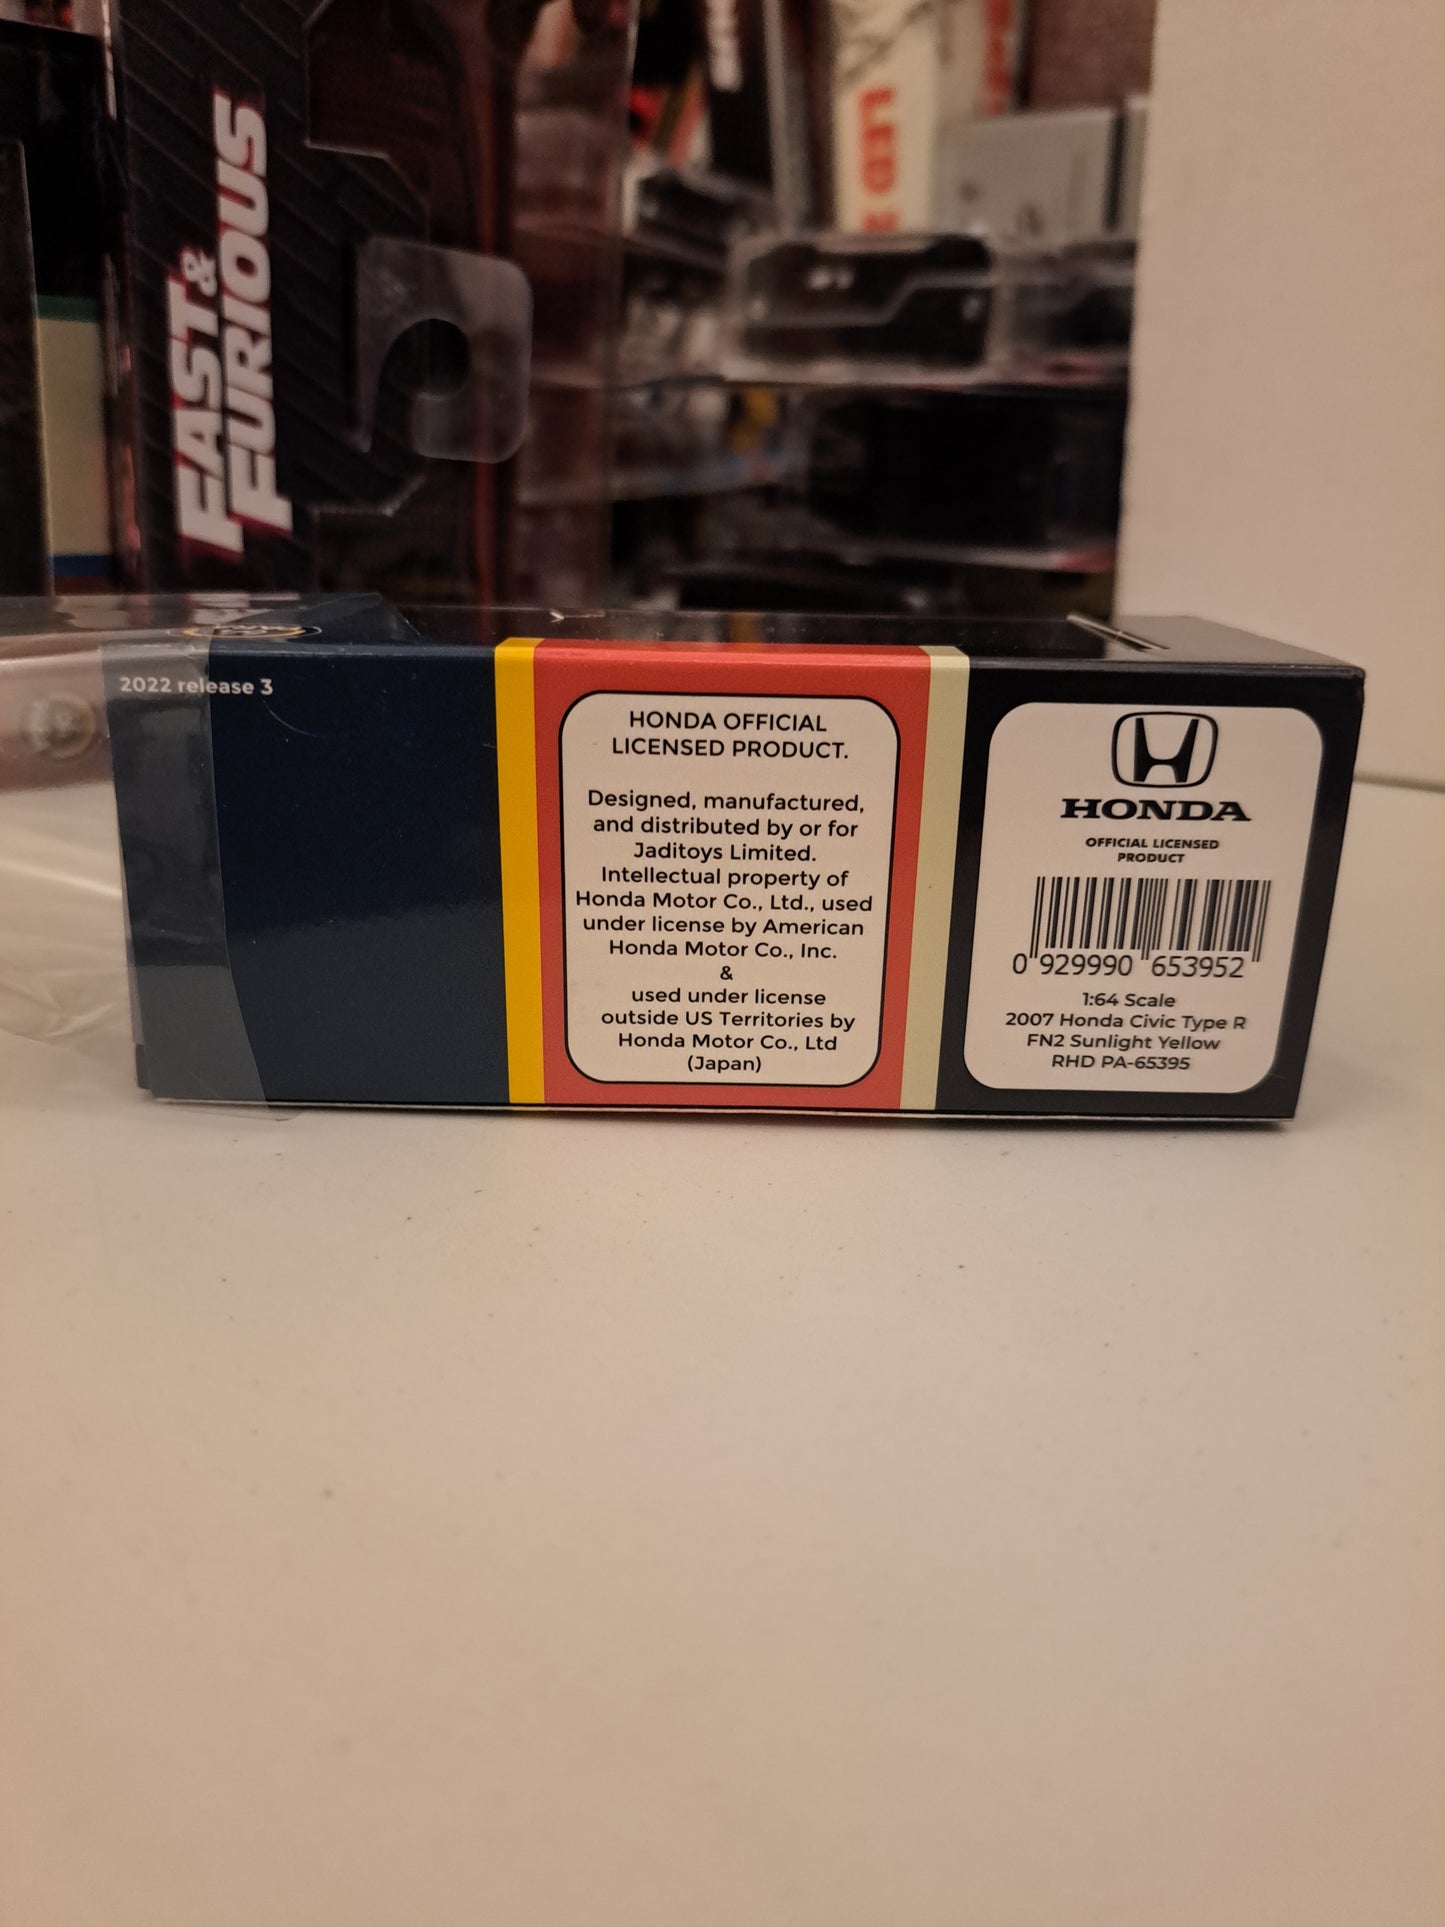 FAST &
FURIOUS
2022 release 3
HONDA OFFICIAL
LICENSED PRODUCT.
Designed, manufactured,
and distributed by or for
Jaditoys Limited.
Intellectual property of
Honda Motor Co., Ltd., used
under license by American
Honda Motor Co., Inc.
&
used under license
outside US Territories by
Honda Motor Co., Ltd
(Japan)
HONDA
OFFICIAL LICENSED
PRODUCT
0 929990 653952
1:64 Scale
2007 Honda Civic Type R
FN2 Sunlight Yellow
RHD PA-65395